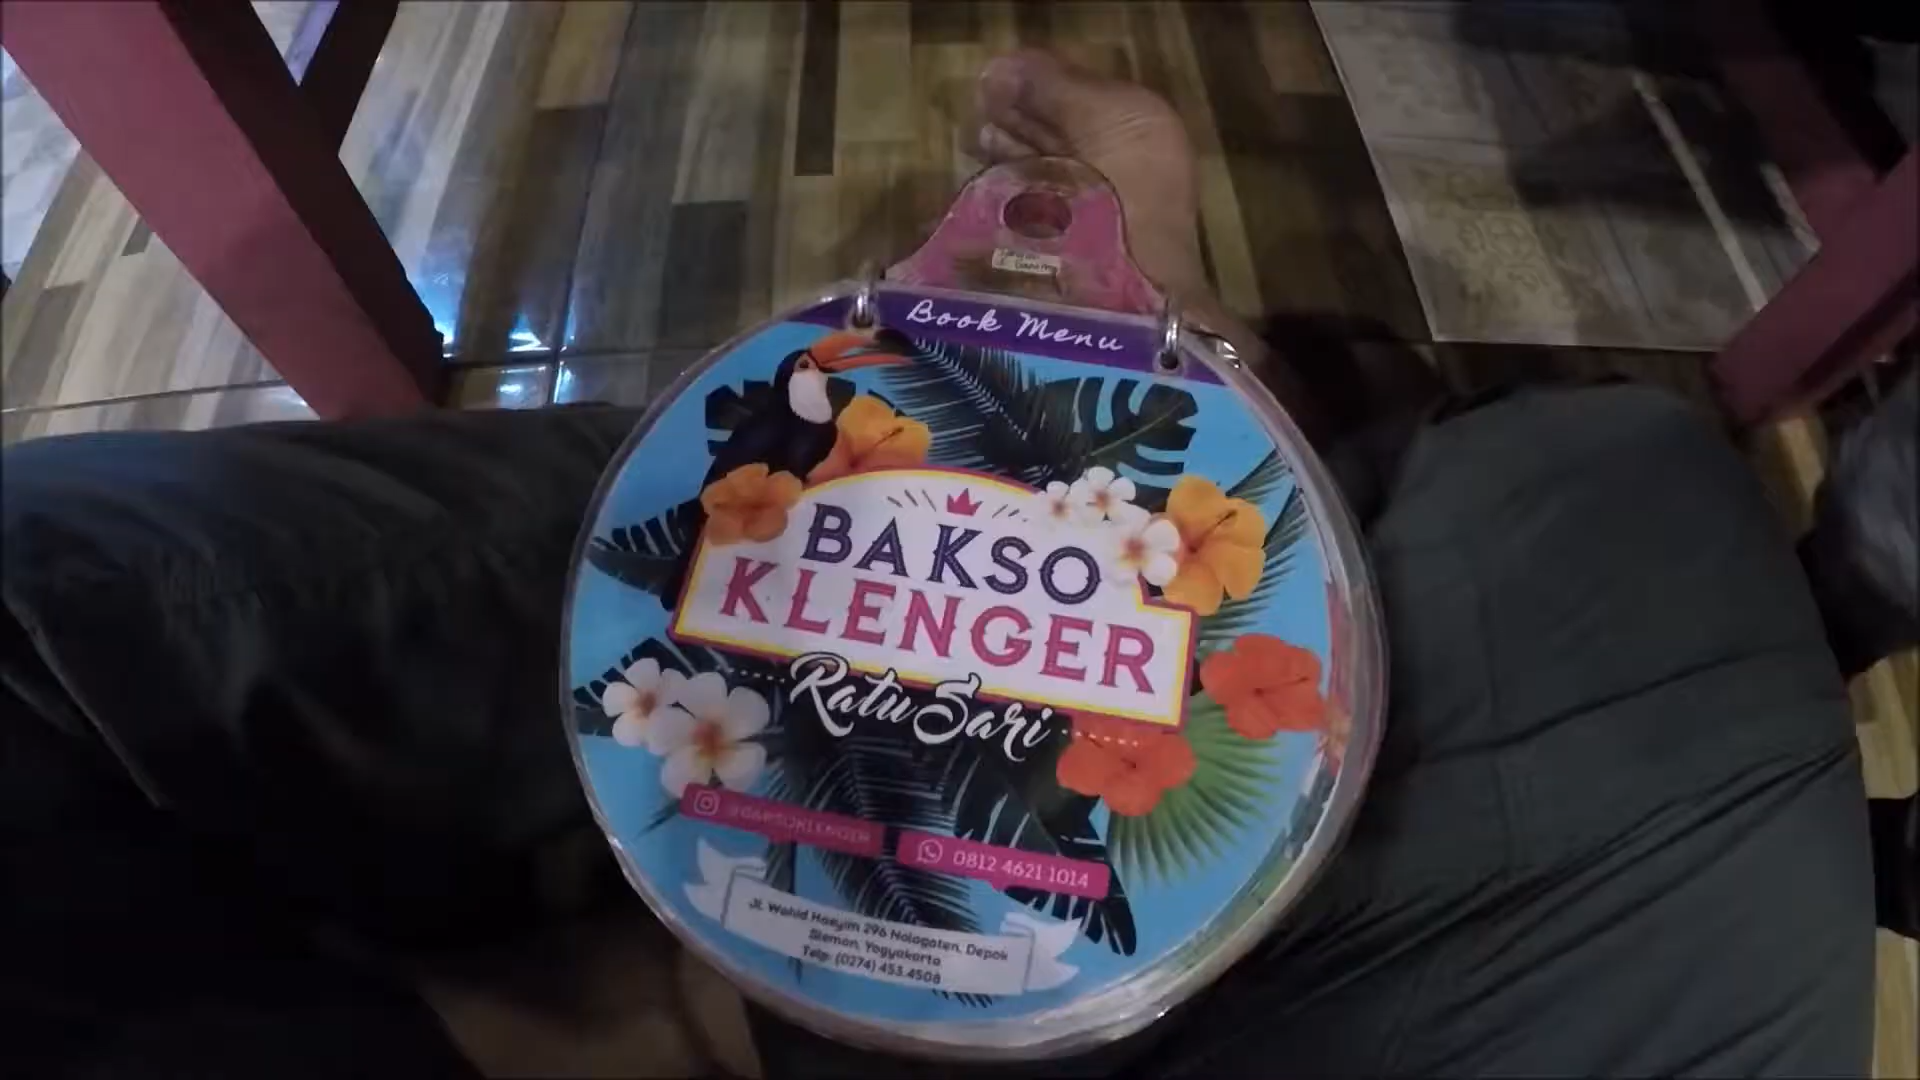 Book Menu
BAKSO
KLENGER
Ratu Sari
@BAKSOKLENGER
0812 4621 1014
Jl. Wahid Hasyim 296 Nologaten, Depok
Sleman, Yogyakarta
Telp: (0274) 453 4508